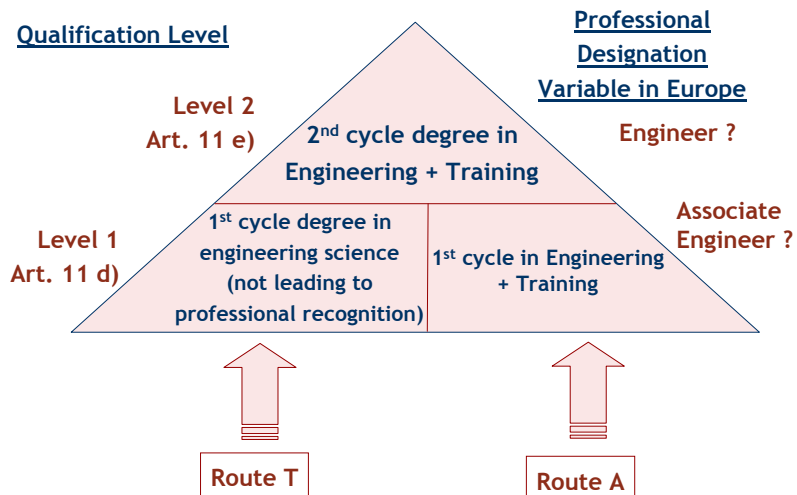 Qualification Level
Professional
Designation
Variable in Europe
Level 2
Art. 11 e)
2nd cycle degree in
Engineering + Training
Engineer ?
Level 1
Art. 11 d)
1st cycle degree in
engineering science
(not leading to
professional recognition)
1st cycle in Engineering
+ Training
Associate
Engineer ?
Route T
Route A